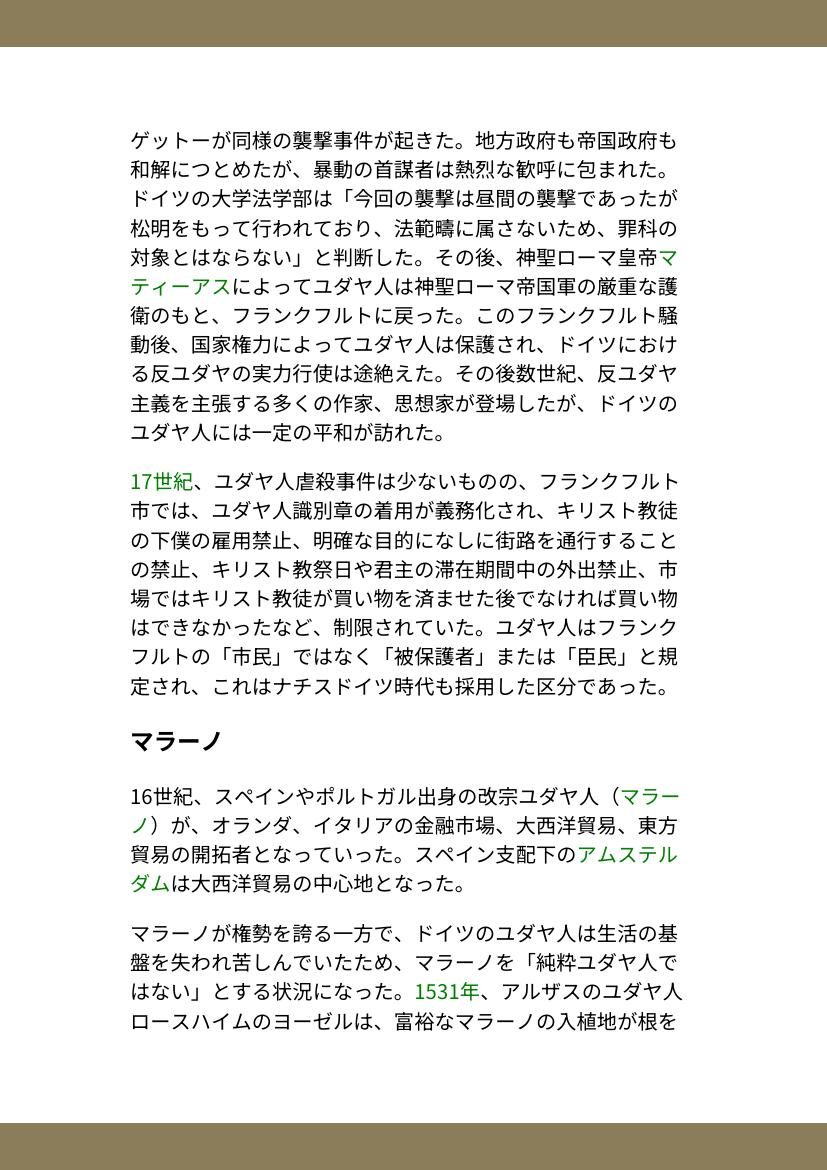 ゲットーが同様の襲撃事件が起きた。地方政府も帝国政府も
和解につとめたが、暴動の首謀者は熱烈な歓呼に包まれた。
ドイツの大学法学部は「今回の襲撃は昼間の襲撃であったが
松明をもって行われており、法範疇に属さないため、罪科の
対象とはならない」と判断した。その後、神聖ローマ皇帝マ
ティーアスによってユダヤ人は神聖ローマ帝国軍の厳重な護
衛のもと、フランクフルトに戻った。このフランクフルト騒
動後、国家権力によってユダヤ人は保護され、ドイツにおけ
る反ユダヤの実力行使は途絶えた。その後数世紀、反ユダヤ
主義を主張する多くの作家、思想家が登場したが、ドイツの
ユダヤ人には一定の平和が訪れた。
17世紀、ユダヤ人虐殺事件は少ないものの、フランクフルト
市では、ユダヤ人識別章の着用が義務化され、キリスト教徒
の下僕の雇用禁止、明確な目的になしに街路を通行すること
の禁止、キリスト教祭日や君主の滞在期間中の外出禁止、市
場ではキリスト教徒が買い物を済ませた後でなければ買い物
はできなかったなど、制限されていた。ユダヤ人はフランク
フルトの「市民」ではなく「被保護者」または「臣民」と規
定され、これはナチスドイツ時代も採用した区分であった。
マラーノ
16世紀、スペインやポルトガル出身の改宗ユダヤ人（マラー
ノ）が、オランダ、イタリアの金融市場、大西洋貿易、東方
貿易の開拓者となっていった。スペイン支配下のアムステル
ダムは大西洋貿易の中心地となった。
マラーノが権勢を誇る一方で、ドイツのユダヤ人は生活の基
盤を失われ苦しんでいたため、マラーノを「純粋ユダヤ人で
はない」とする状況になった。1531年、アルザスのユダヤ人
ロースハイムのヨーゼルは、富裕なマラーノの入植地が根を